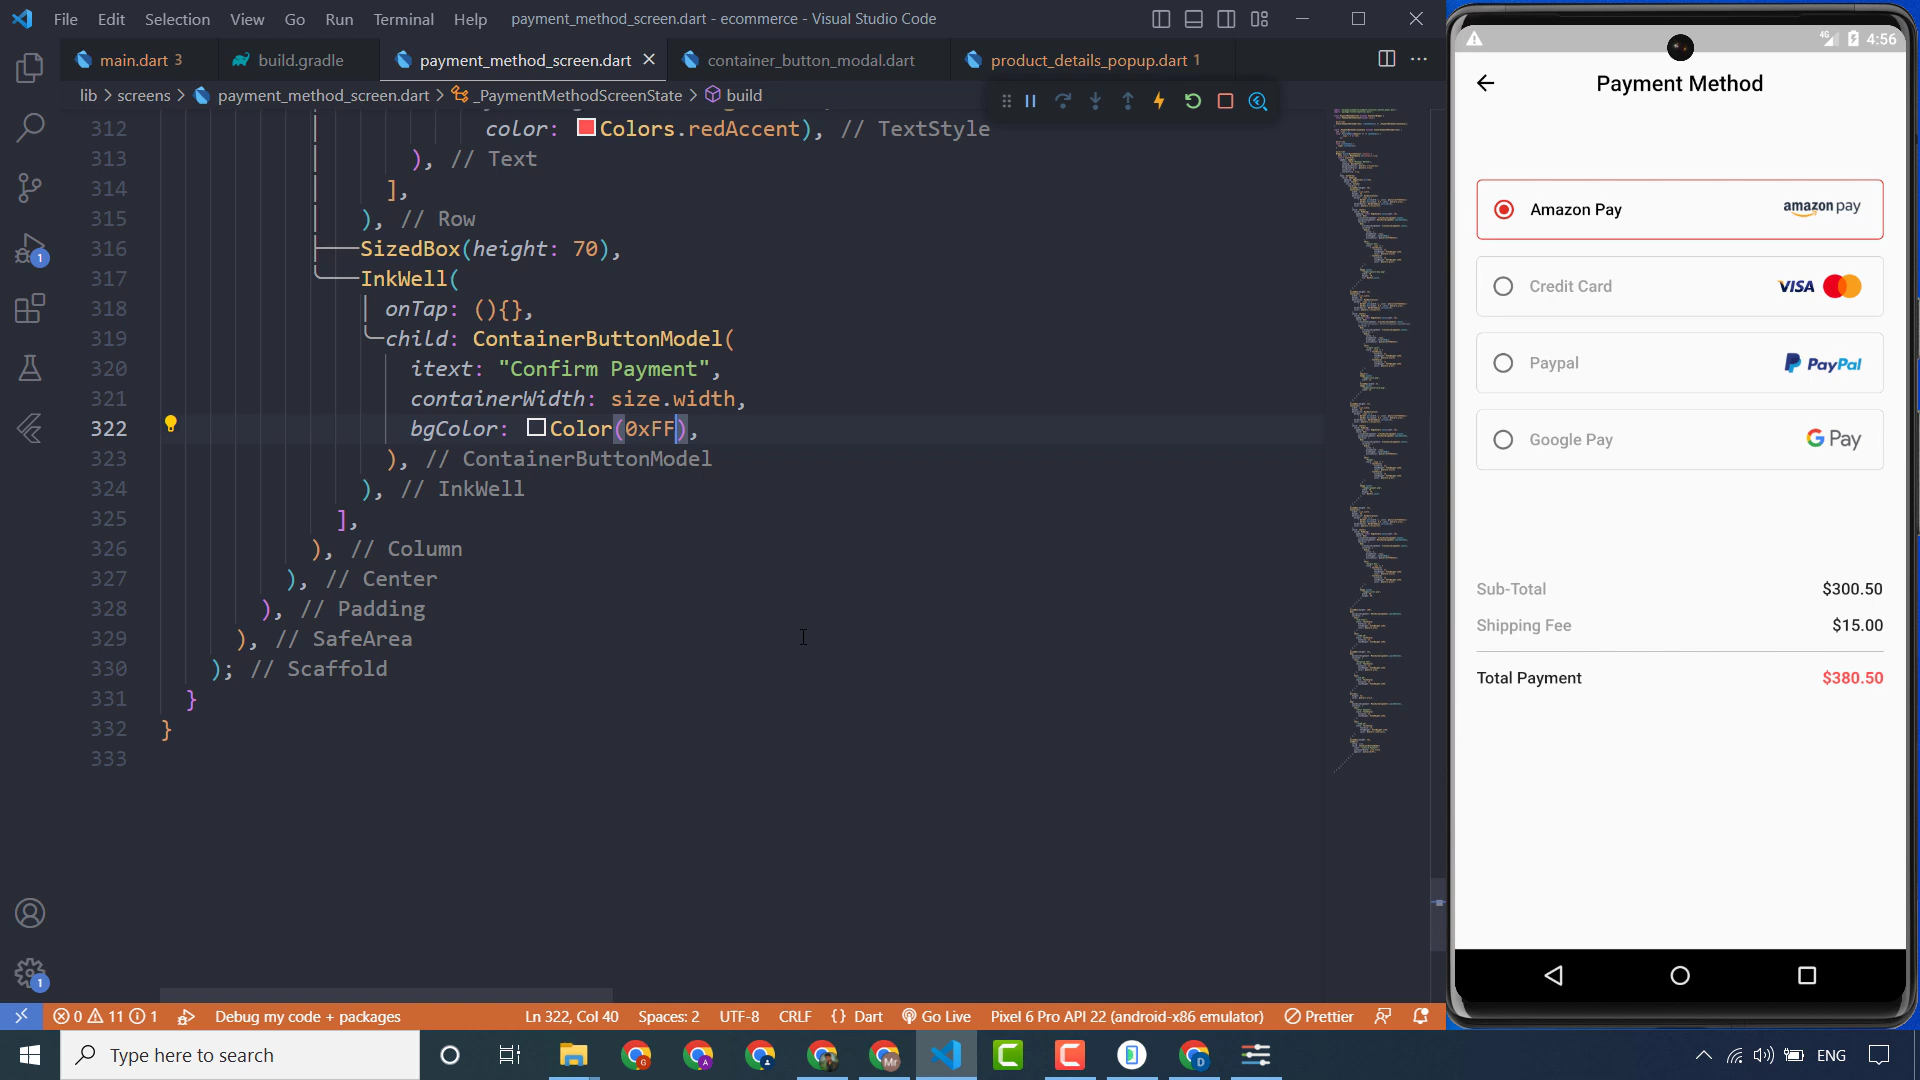 File Edit Selection View Go Run Terminal Help payment_method_screen.dart - ecommerce - Visual Studio Code
main.dart 3 build.gradle payment_method_screen.dart container_button_modal.dart product_details_popup.dart 1
lib > screens > payment_method_screen.dart > _PaymentMethodScreenState > build
312 color: Colors.redAccent), // TextStyle
313 ), // Text
314 ],
315 ), // Row
316 SizedBox(height: 70),
317 InkWell(
318 onTap: (){},
319 child: ContainerButtonModel(
320 itext: "Confirm Payment",
321 containerWidth: size.width,
322 bgColor: Color(0xFF),
323 ), // ContainerButtonModel
324 ), // InkWell
325 ],
326 ), // Column
327 ), // Center
328 ), // Padding
329 ), // SafeArea
330 ); // Scaffold
331 }
332 }
333
1
1
0 11 1 Debug my code + packages Ln 322, Col 40 Spaces: 2 UTF-8 CRLF {} Dart Go Live Pixel 6 Pro API 22 (android-x86 emulator) Prettier
Type here to search
ENG
4G 4:56
Payment Method
Amazon Pay amazon pay
Credit Card VISA
Paypal PayPal
Google Pay G Pay
Sub-Total $300.50
Shipping Fee $15.00
Total Payment $380.50